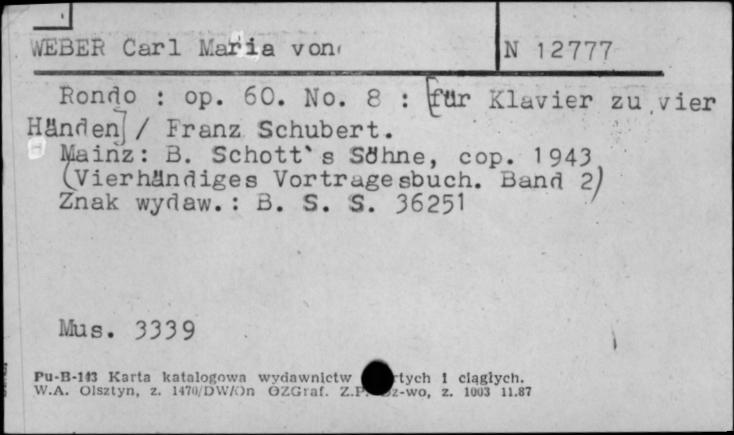 WEBER Carl Maria von
N 12777
Rondo : op. 60. No. 8 : [für Klavier zu vier
Händen] / Franz Schubert.
Mainz: B. Schott`s Söhne, cop. 1943
(Vierhändiges Vortragesbuch. Band 2)
Znak wydaw.: B. S. S. 36251
Mus. 3339
Pu-B-143 Karta katalogowa wydawnictw rtych i ciągłych.
W.A. Olsztyn, z. 1470/DW/On OZGraf. Z.P. Dz-wo, z. 1003 11.87